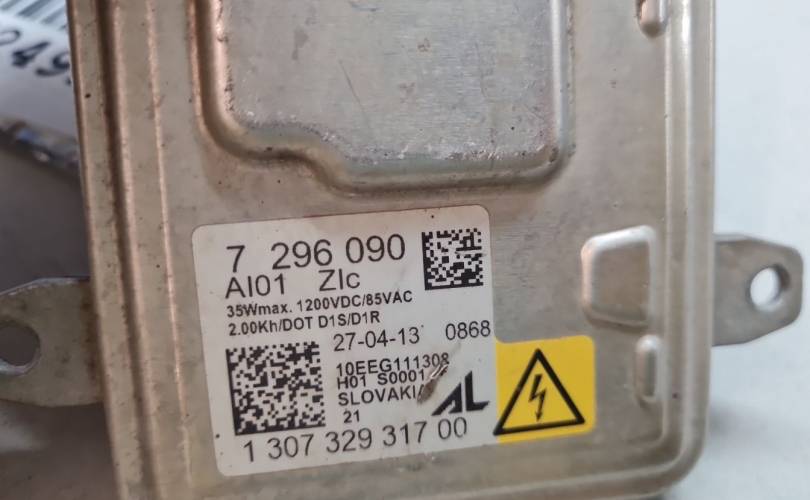 249
7 296 090
AI01 ZIc
35Wmax. 1200VDC/85VAC
2.00Kh/DOT D1S/D1R
27-04-13 0868
10EEG111308
H01 S0001
SLOVAKIA
AL
21
1 307 329 317 00